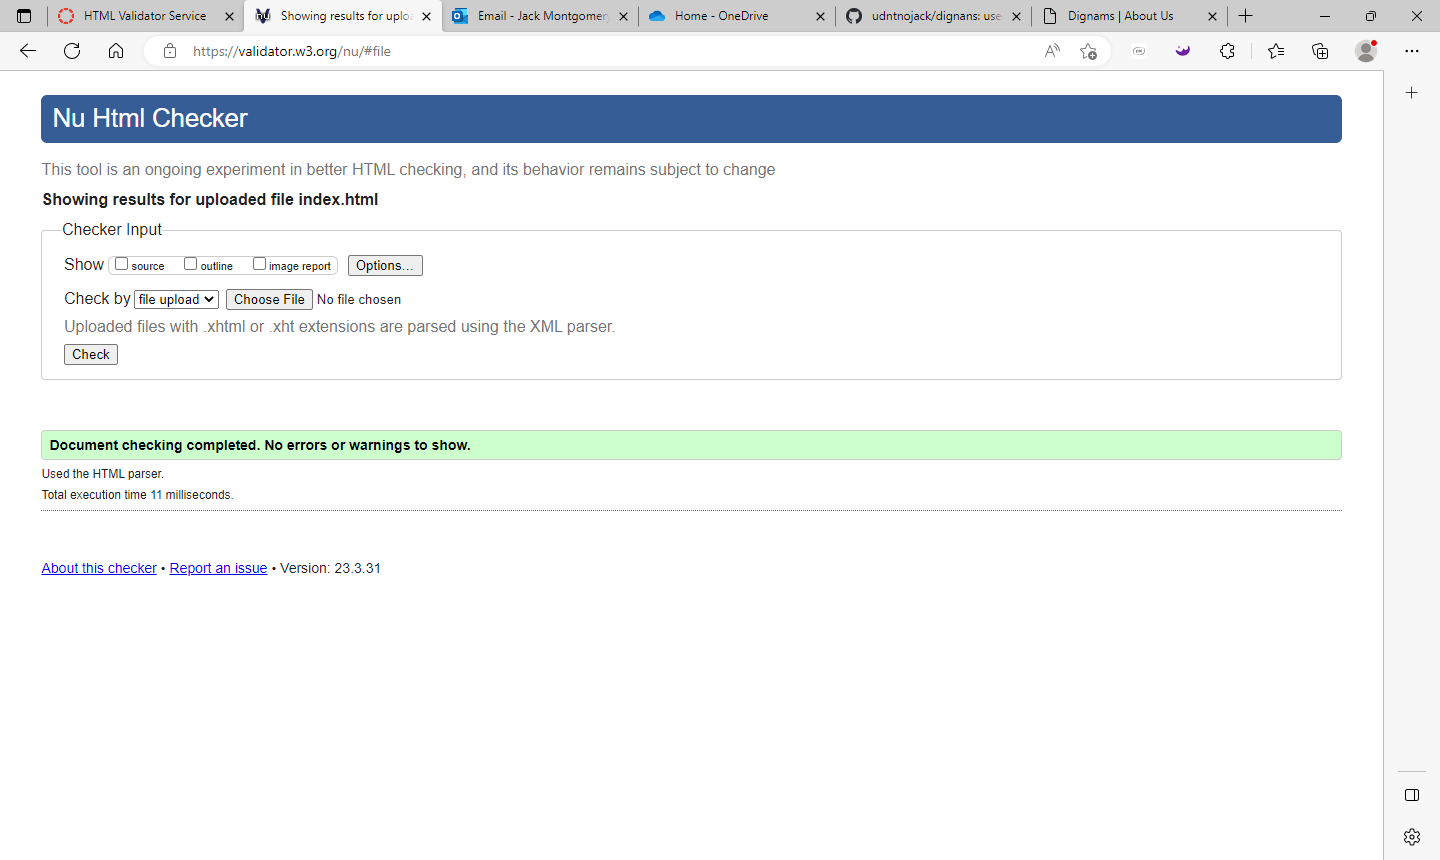 HTML Validator Service
Showing results for uploa
Email - Jack Montgomery
Home - OneDrive
udntnojack/dignans: use
Dignams | About Us
https://validator.w3.org/nu/#file
Nu Html Checker
This tool is an ongoing experiment in better HTML checking, and its behavior remains subject to change
Showing results for uploaded file index.html
Checker Input
Show source outline image report Options...
Check by file upload Choose File No file chosen
Uploaded files with .xhtml or .xht extensions are parsed using the XML parser.
Check
Document checking completed. No errors or warnings to show.
Used the HTML parser.
Total execution time 11 milliseconds.
About this checker • Report an issue • Version: 23.3.31